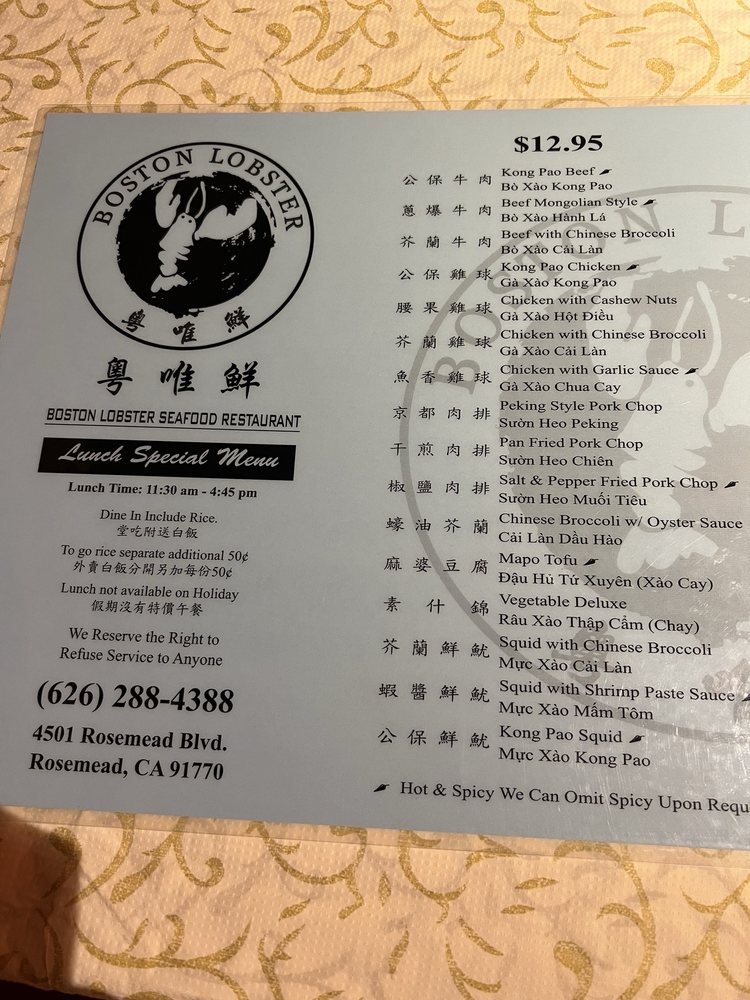 BOSTON LOBSTER
粵唯鮮
粵唯鮮
BOSTON LOBSTER SEAFOOD RESTAURANT
Lunch Special Menu
Lunch Time: 11:30 am - 4:45 pm
Dine In Include Rice.
堂吃附送白飯
To go rice separate additional 50¢
外賣白飯分開另加每份50¢
Lunch not available on Holiday
假期沒有特價午餐
We Reserve the Right to
Refuse Service to Anyone
(626) 288-4388
4501 Rosemead Blvd.
Rosemead, CA 91770
$12.95
公保牛肉 Kong Pao Beef
Bò Xào Kong Pao
蔥爆牛肉 Beef Mongolian Style
Bò Xào Hành Lá
芥蘭牛肉 Beef with Chinese Broccoli
Bò Xào Cải Làn
公保雞球 Kong Pao Chicken
Gà Xào Kong Pao
腰果雞球 Chicken with Cashew Nuts
Gà Xào Hột Điều
芥蘭雞球 Chicken with Chinese Broccoli
Gà Xào Cải Làn
魚香雞球 Chicken with Garlic Sauce
Gà Xào Chua Cay
京都肉排 Peking Style Pork Chop
Sườn Heo Peking
干煎肉排 Pan Fried Pork Chop
Sườn Heo Chiên
椒鹽肉排 Salt & Pepper Fried Pork Chop
Sườn Heo Muối Tiêu
蠔油芥蘭 Chinese Broccoli w/ Oyster Sauce
Cải Làn Dầu Hào
麻婆豆腐 Mapo Tofu
Đậu Hủ Tứ Xuyên (Xào Cay)
素什錦 Vegetable Deluxe
Râu Xào Thập Cẩm (Chay)
芥蘭鮮魷 Squid with Chinese Broccoli
Mực Xào Cải Làn
蝦醬鮮魷 Squid with Shrimp Paste Sauce
Mực Xào Mắm Tôm
公保鮮魷 Kong Pao Squid
Mực Xào Kong Pao
Hot & Spicy We Can Omit Spicy Upon Requ
BOSTON L